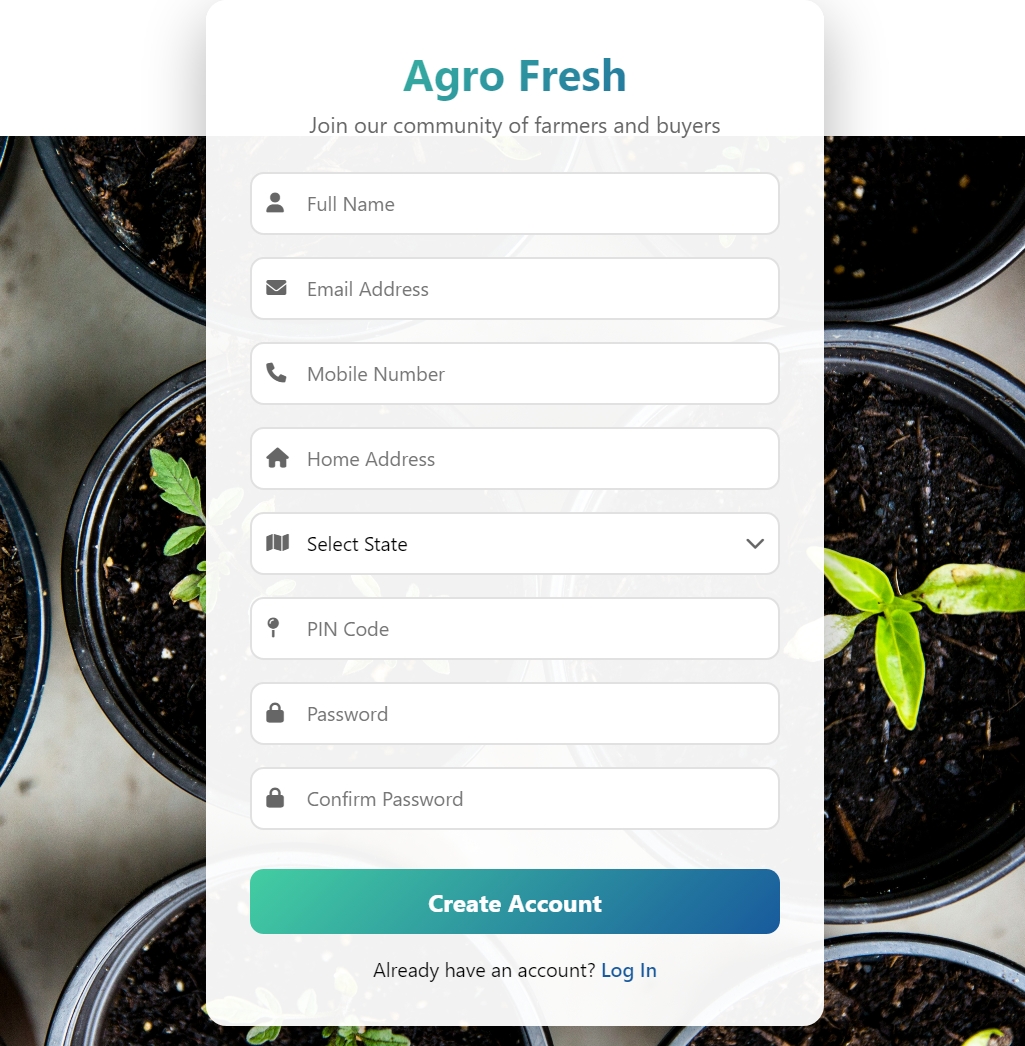 Agro Fresh
Join our community of farmers and buyers
Full Name
Email Address
Mobile Number
Home Address
Select State
PIN Code
Password
Confirm Password
Create Account
Already have an account? Log In